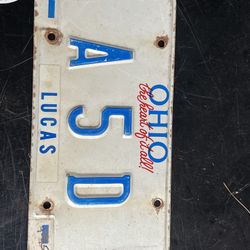 OHIO
the heart of it all!
A 5 D
LUCAS